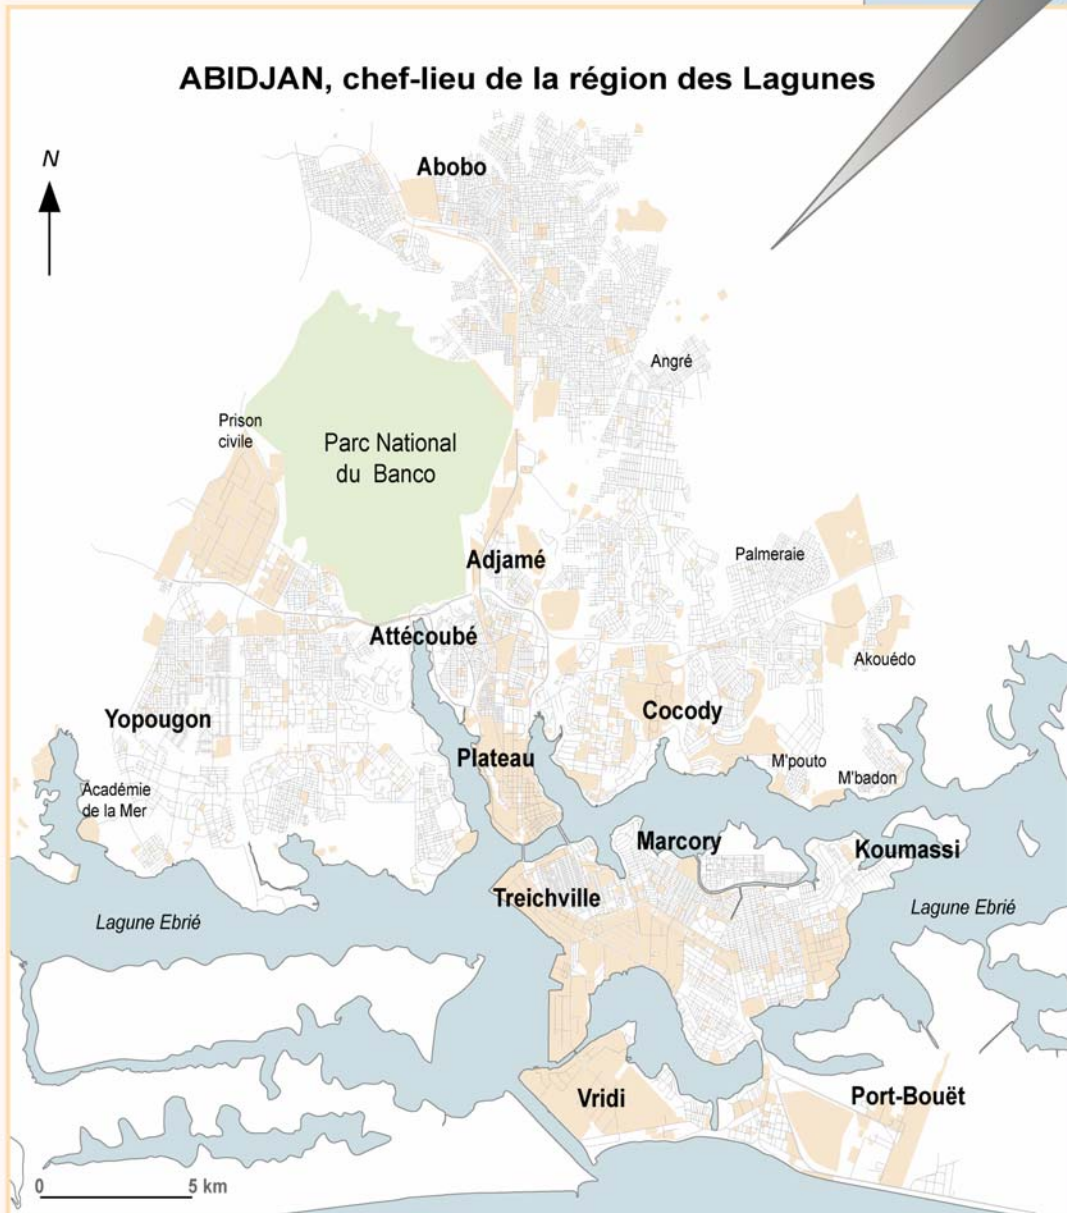 ABIDJAN, chef-lieu de la région des Lagunes
N
Abobo
Angré
Prison
civile
Parc National
du Banco
Adjamé
Palmeraie
Attécoubé
Akouédo
Yopougon
Cocody
Plateau
M'pouto
M'badon
Académie
de la Mer
Marcory
Koumassi
Treichville
Lagune Ebrié
Lagune Ebrié
Vridi
Port-Bouët
0 5 km